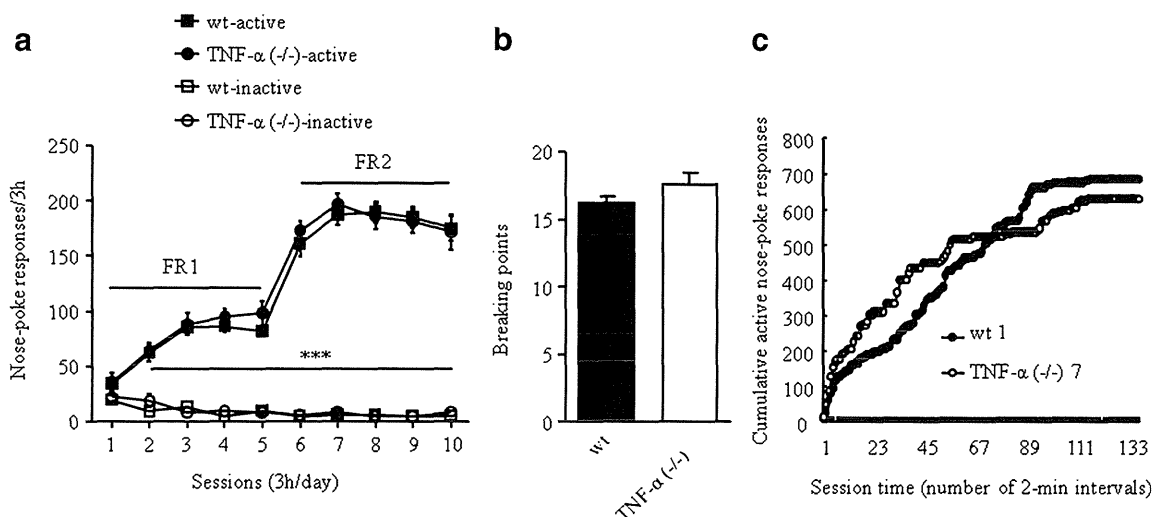 a
wt-active
TNF-α (-/-)-active
wt-inactive
TNF-α (-/-)-inactive
Nose-poke responses/3h
250
200
150
100
50
0
FR1
FR2
***
1 2 3 4 5 6 7 8 9 10
Sessions (3h/day)
b
Breaking points
20
15
10
5
0
wt
TNF-α (-/-)
c
Cumulative active nose-poke responses
800
700
600
500
400
300
200
100
0
wt 1
TNF-α (-/-) 7
1 23 45 67 89 111 133
Session time (number of 2-min intervals)